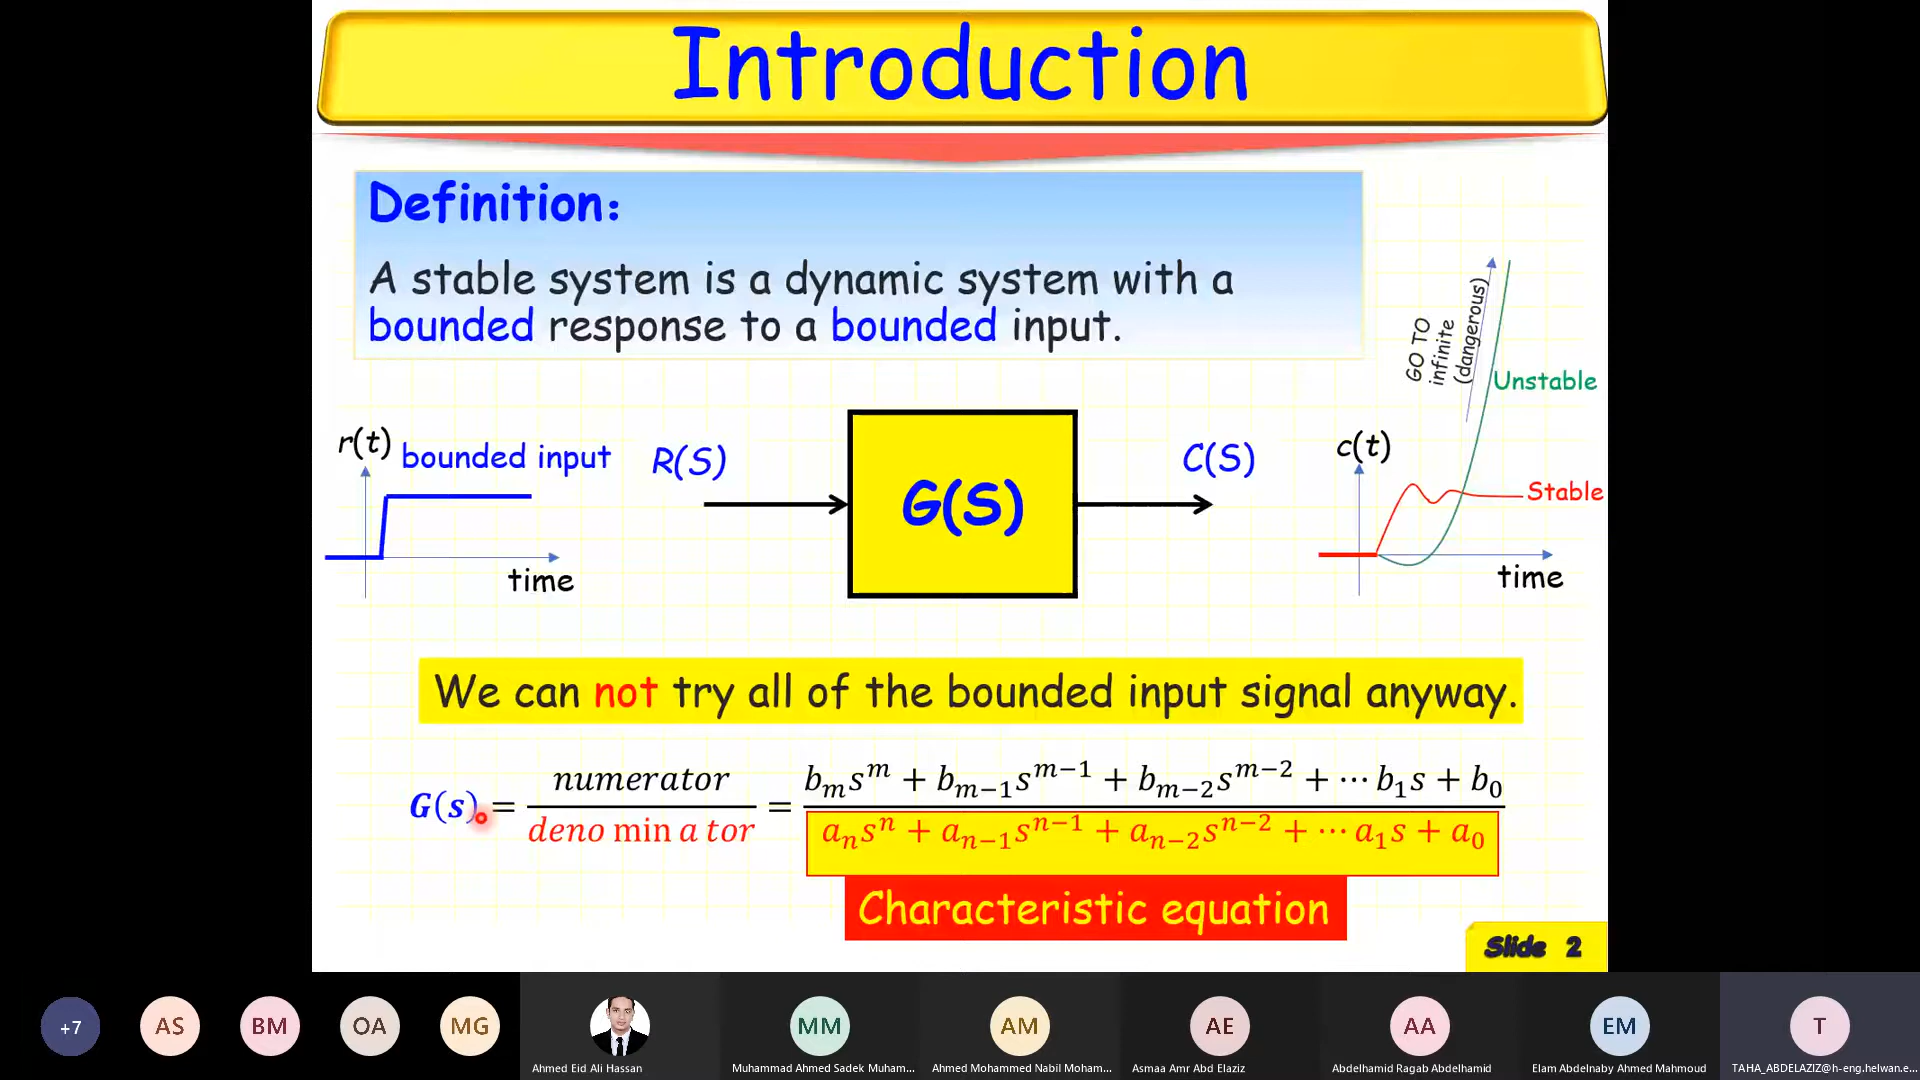 Introduction
Definition:
A stable system is a dynamic system with a
bounded response to a bounded input.
r(t)
bounded input
time
R(S)
G(S)
C(S)
c(t)
GO TO
infinite
(dangerous)
Unstable
Stable
time
We can not try all of the bounded input signal anyway.
G(s) = numerator / deno min a tor = b_m s^m + b_{m-1} s^{m-1} + b_{m-2} s^{m-2} + ⋯ b_1 s + b_0 / a_n s^n + a_{n-1} s^{n-1} + a_{n-2} s^{n-2} + ⋯ a_1 s + a_0
Characteristic equation
Slide 2
+7
AS
BM
OA
MG
MM
AM
AE
AA
EM
T
Ahmed Eid Ali Hassan
Muhammad Ahmed Sadek Muham...
Ahmed Mohammed Nabil Moham...
Asmaa Amr Abd Elaziz
Abdelhamid Ragab Abdelhamid
Elam Abdelnaby Ahmed Mahmoud
TAHA_ABDELAZIZ@h-eng.helwan.e...